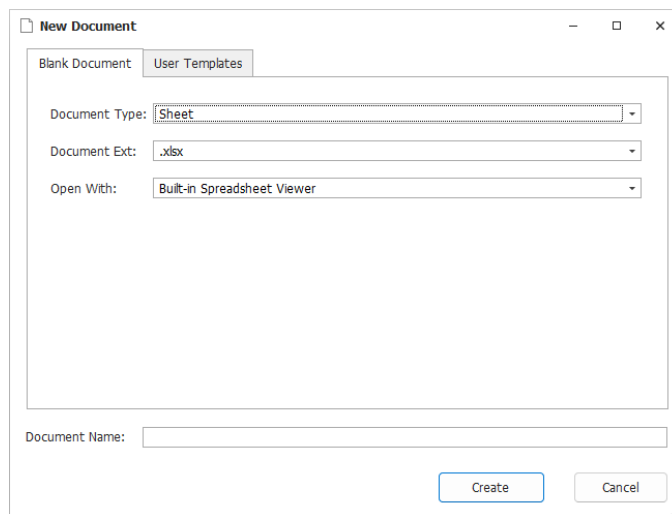 New Document
Blank Document User Templates
Document Type: Sheet
Document Ext: .xlsx
Open With: Built-in Spreadsheet Viewer
Document Name:
Create Cancel